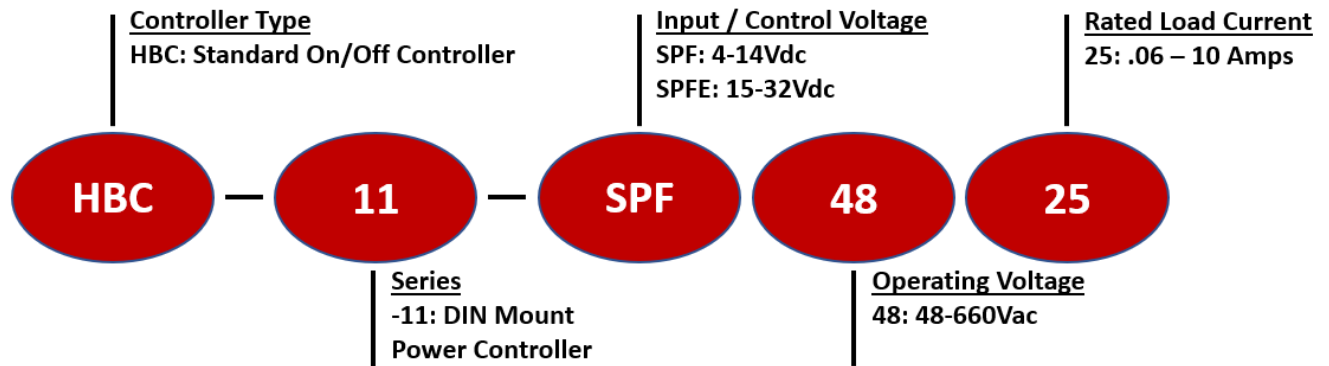 Controller Type
HBC: Standard On/Off Controller
Input / Control Voltage
SPF: 4-14Vdc
SPFE: 15-32Vdc
Rated Load Current
25: .06 – 10 Amps
HBC – 11 – SPF 48 25
Series
-11: DIN Mount
Power Controller
Operating Voltage
48: 48-660Vac